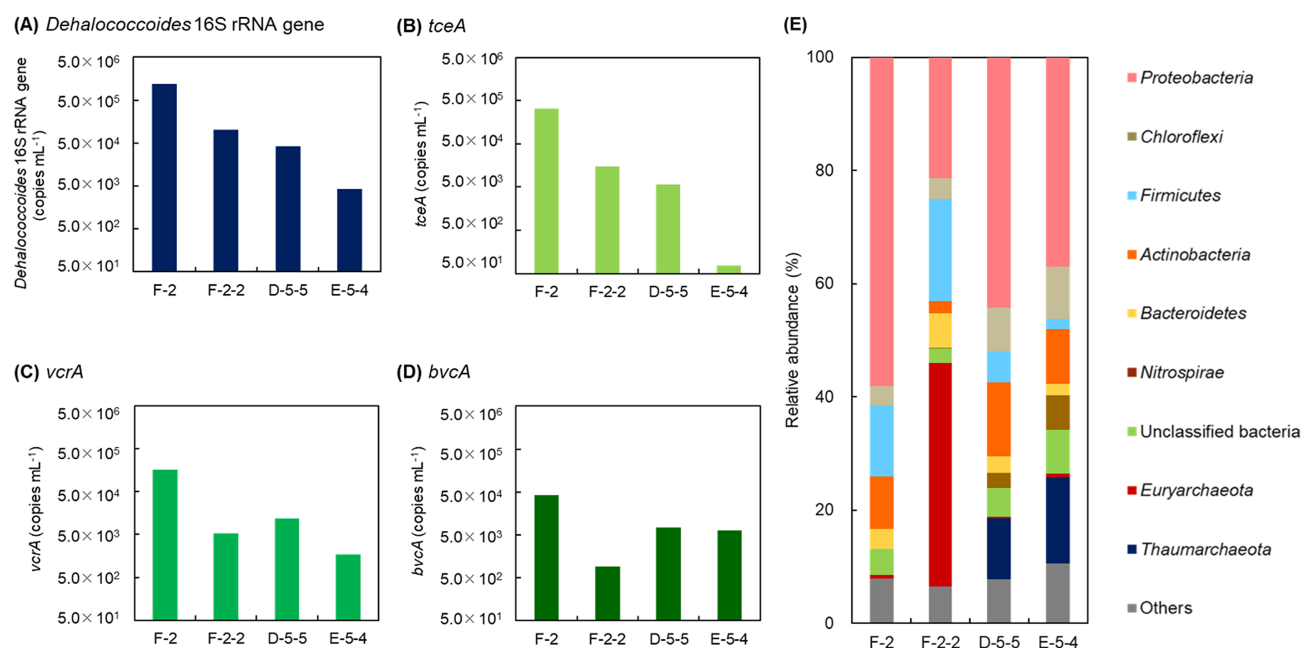 (A) Dehalococcoides 16S rRNA gene
Dehalococcoides 16S rRNA gene
(copies mL⁻¹)
5.0×10⁶
5.0×10⁵
5.0×10⁴
5.0×10³
5.0×10²
5.0×10¹
F-2 F-2-2 D-5-5 E-5-4
(B) tceA
tceA (copies mL⁻¹)
5.0×10⁶
5.0×10⁵
5.0×10⁴
5.0×10³
5.0×10²
5.0×10¹
F-2 F-2-2 D-5-5 E-5-4
(C) vcrA
vcrA (copies mL⁻¹)
5.0×10⁶
5.0×10⁵
5.0×10⁴
5.0×10³
5.0×10²
5.0×10¹
F-2 F-2-2 D-5-5 E-5-4
(D) bvcA
bvcA (copies mL⁻¹)
5.0×10⁶
5.0×10⁵
5.0×10⁴
5.0×10³
5.0×10²
5.0×10¹
F-2 F-2-2 D-5-5 E-5-4
(E)
Relative abundance (%)
100
80
60
40
20
0
F-2 F-2-2 D-5-5 E-5-4
Proteobacteria
Chloroflexi
Firmicutes
Actinobacteria
Bacteroidetes
Nitrospirae
Unclassified bacteria
Euryarchaeota
Thaumarchaeota
Others